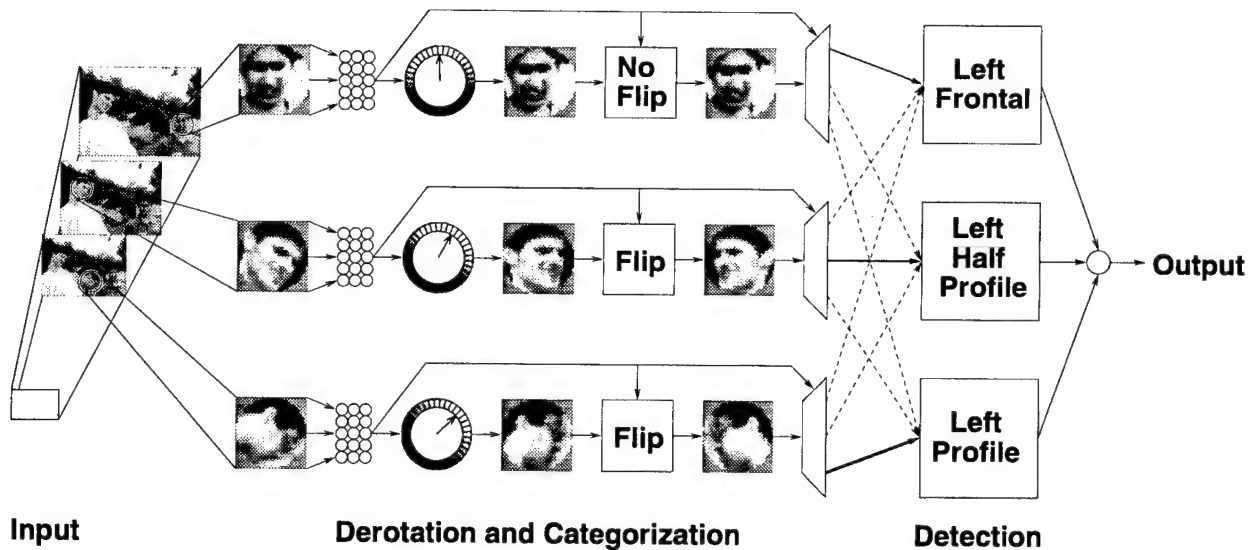 No
Flip
Left
Frontal
Flip
Left
Half
Profile
Output
Flip
Left
Profile
Input
Derotation and Categorization
Detection